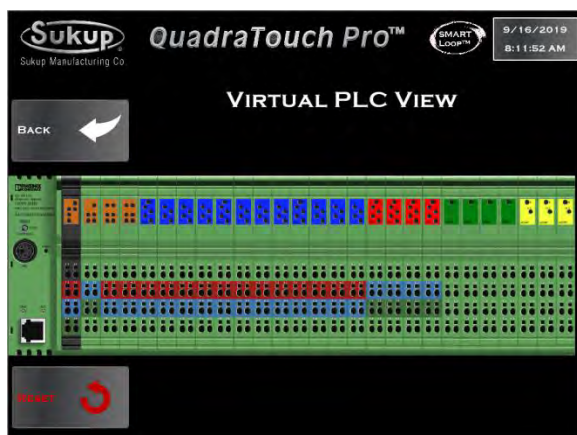 Sukup
Sukup Manufacturing Co
QuadraTouch Pro™
SMART
LOOP™
9/16/2019
8:11:52 AM
VIRTUAL PLC VIEW
BACK
RESET